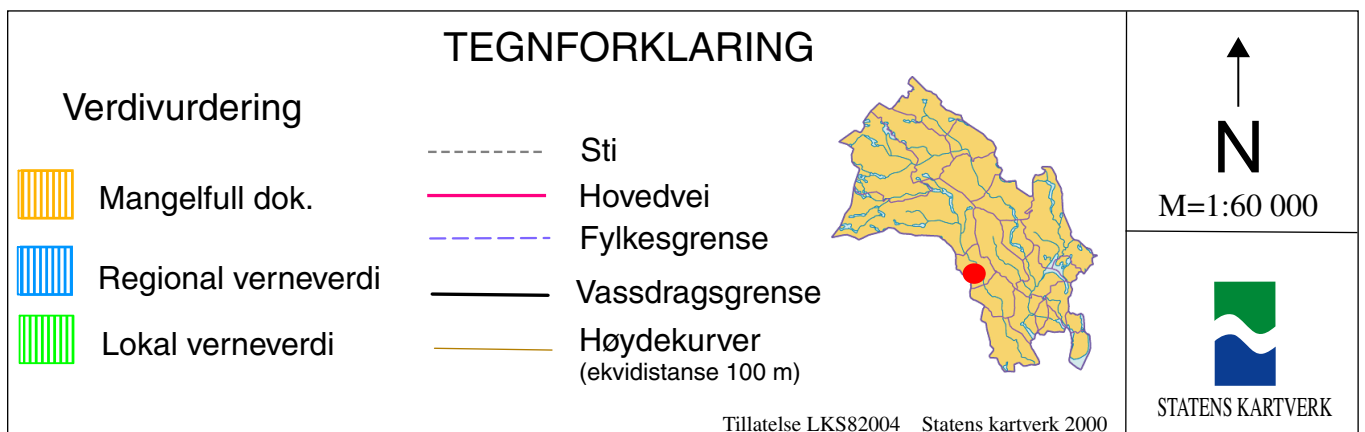 TEGNFORKLARING
Verdivurdering
Mangelfull dok.
Regional verneverdi
Lokal verneverdi
Sti
Hovedvei
Fylkesgrense
Vassdragsgrense
Høydekurver
(ekvidistanse 100 m)
Tillatelse LKS82004 Statens kartverk 2000
N
M=1:60 000
STATENS KARTVERK